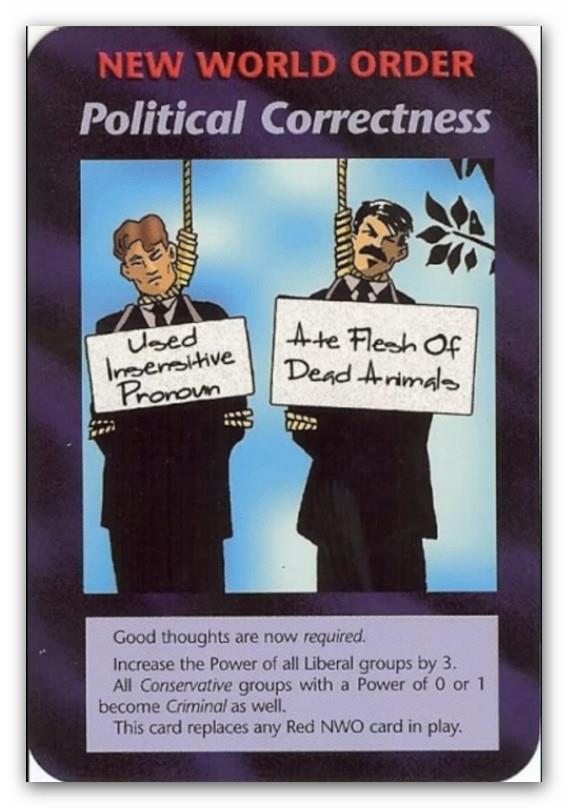 NEW WORLD ORDER
Political Correctness
Used
Insensitive
Pronoun
Ate Flesh Of
Dead Animals
Good thoughts are now required.
Increase the Power of all Liberal groups by 3.
All Conservative groups with a Power of 0 or 1
become Criminal as well.
This card replaces any Red NWO card in play.